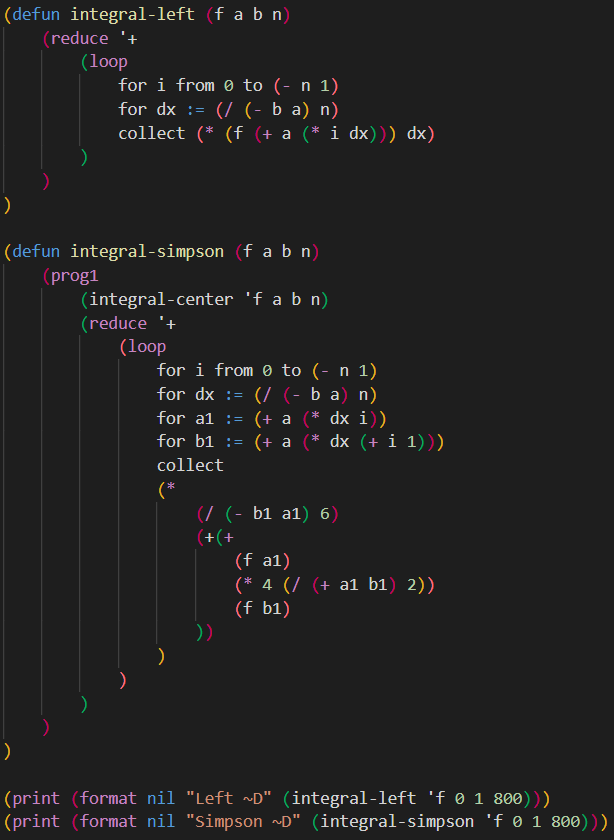 (defun integral-left (f a b n)
(reduce '+
(loop
for i from 0 to (- n 1)
for dx := (/ (- b a) n)
collect (* (f (+ a (* i dx))) dx)
)
)
)
(defun integral-simpson (f a b n)
(prog1
(integral-center 'f a b n)
(reduce '+
(loop
for i from 0 to (- n 1)
for dx := (/ (- b a) n)
for a1 := (+ a (* dx i))
for b1 := (+ a (* dx (+ i 1)))
collect
(*
(/ (- b1 a1) 6)
(+(+
(f a1)
(* 4 (/ (+ a1 b1) 2))
(f b1)
))
)
)
)
)
)
(print (format nil "Left ~D" (integral-left 'f 0 1 800)))
(print (format nil "Simpson ~D" (integral-simpson 'f 0 1 800)))